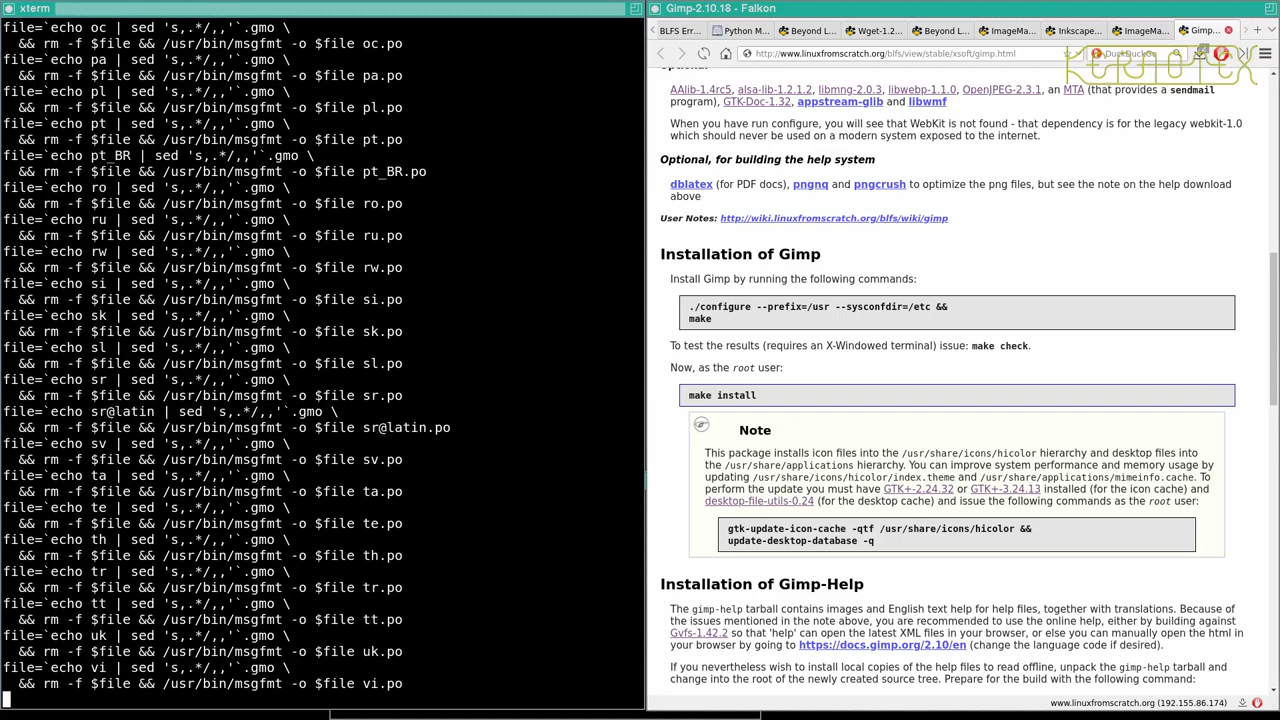 xterm
file=`echo oc | sed 's,.*/,,'`.gmo \
  && rm -f $file && /usr/bin/msgfmt -o $file oc.po
file=`echo pa | sed 's,.*/,,'`.gmo \
  && rm -f $file && /usr/bin/msgfmt -o $file pa.po
file=`echo pl | sed 's,.*/,,'`.gmo \
  && rm -f $file && /usr/bin/msgfmt -o $file pl.po
file=`echo pt | sed 's,.*/,,'`.gmo \
  && rm -f $file && /usr/bin/msgfmt -o $file pt.po
file=`echo pt_BR | sed 's,.*/,,'`.gmo \
  && rm -f $file && /usr/bin/msgfmt -o $file pt_BR.po
file=`echo ro | sed 's,.*/,,'`.gmo \
  && rm -f $file && /usr/bin/msgfmt -o $file ro.po
file=`echo ru | sed 's,.*/,,'`.gmo \
  && rm -f $file && /usr/bin/msgfmt -o $file ru.po
file=`echo rw | sed 's,.*/,,'`.gmo \
  && rm -f $file && /usr/bin/msgfmt -o $file rw.po
file=`echo si | sed 's,.*/,,'`.gmo \
  && rm -f $file && /usr/bin/msgfmt -o $file si.po
file=`echo sk | sed 's,.*/,,'`.gmo \
  && rm -f $file && /usr/bin/msgfmt -o $file sk.po
file=`echo sl | sed 's,.*/,,'`.gmo \
  && rm -f $file && /usr/bin/msgfmt -o $file sl.po
file=`echo sr | sed 's,.*/,,'`.gmo \
  && rm -f $file && /usr/bin/msgfmt -o $file sr.po
file=`echo sr@latin | sed 's,.*/,,'`.gmo \
  && rm -f $file && /usr/bin/msgfmt -o $file sr@latin.po
file=`echo sv | sed 's,.*/,,'`.gmo \
  && rm -f $file && /usr/bin/msgfmt -o $file sv.po
file=`echo ta | sed 's,.*/,,'`.gmo \
  && rm -f $file && /usr/bin/msgfmt -o $file ta.po
file=`echo te | sed 's,.*/,,'`.gmo \
  && rm -f $file && /usr/bin/msgfmt -o $file te.po
file=`echo th | sed 's,.*/,,'`.gmo \
  && rm -f $file && /usr/bin/msgfmt -o $file th.po
file=`echo tr | sed 's,.*/,,'`.gmo \
  && rm -f $file && /usr/bin/msgfmt -o $file tr.po
file=`echo tt | sed 's,.*/,,'`.gmo \
  && rm -f $file && /usr/bin/msgfmt -o $file tt.po
file=`echo uk | sed 's,.*/,,'`.gmo \
  && rm -f $file && /usr/bin/msgfmt -o $file uk.po
file=`echo vi | sed 's,.*/,,'`.gmo \
  && rm -f $file && /usr/bin/msgfmt -o $file vi.po
Gimp-2.10.18 - Falkon
BLFS Err... Python M... Beyond L... Wget-1.2... Beyond L... ImageMa... Inkscape... ImageMa... Gimp-...
http://www.linuxfromscratch.org/blfs/view/stable/xsoft/gimp.html DuckDuckGo
KERNOTEX
AAlib-1.4rc5, alsa-lib-1.2.1.2, libmng-2.0.3, libwebp-1.1.0, OpenJPEG-2.3.1, an MTA (that provides a sendmail
program), GTK-Doc-1.32, appstream-glib and libwmf
When you have run configure, you will see that WebKit is not found - that dependency is for the legacy webkit-1.0
which should never be used on a modern system exposed to the internet.
Optional, for building the help system
dblatex (for PDF docs), pngnq and pngcrush to optimize the png files, but see the note on the help download
above
User Notes: http://wiki.linuxfromscratch.org/blfs/wiki/gimp
Installation of Gimp
Install Gimp by running the following commands:
./configure --prefix=/usr --sysconfdir=/etc &&
make
To test the results (requires an X-Windowed terminal) issue: make check.
Now, as the root user:
make install
Note
This package installs icon files into the /usr/share/icons/hicolor hierarchy and desktop files into
the /usr/share/applications hierarchy. You can improve system performance and memory usage by
updating /usr/share/icons/hicolor/index.theme and /usr/share/applications/mimeinfo.cache. To
perform the update you must have GTK+-2.24.32 or GTK+-3.24.13 installed (for the icon cache) and
desktop-file-utils-0.24 (for the desktop cache) and issue the following commands as the root user:
gtk-update-icon-cache -qtf /usr/share/icons/hicolor &&
update-desktop-database -q
Installation of Gimp-Help
The gimp-help tarball contains images and English text help for help files, together with translations. Because of
the issues mentioned in the note above, you are recommended to use the online help, either by building against
Gvfs-1.42.2 so that 'help' can open the latest XML files in your browser, or else you can manually open the html in
your browser by going to https://docs.gimp.org/2.10/en (change the language code if desired).
If you nevertheless wish to install local copies of the help files to read offline, unpack the gimp-help tarball and
change into the root of the newly created source tree. Prepare for the build with the following command:
www.linuxfromscratch.org (192.155.86.174)